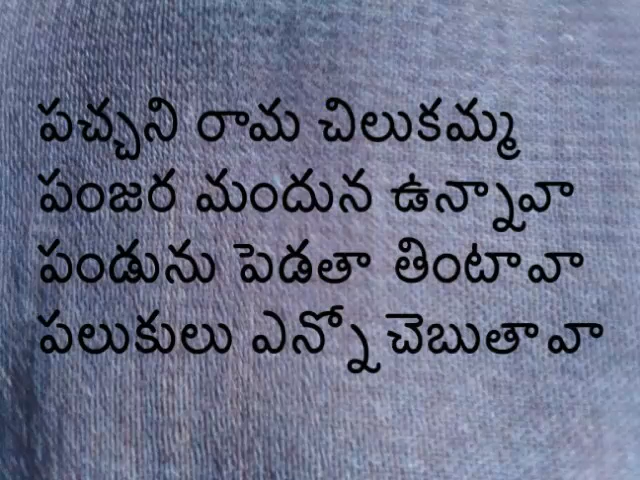 పచ్చని రామ చిలుకమ్మ
పంజర మందున ఉన్నావా
పండును పెడతా తింటావా
పలుకులు ఎన్నో చెబుతావా